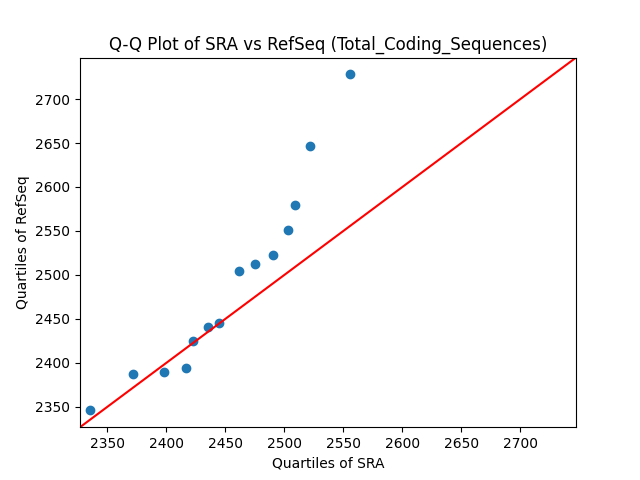 Q-Q Plot of SRA vs RefSeq (Total_Coding_Sequences)
Quartiles of RefSeq
2700
2650
2600
2550
2500
2450
2400
2350
2350 2400 2450 2500 2550 2600 2650 2700
Quartiles of SRA